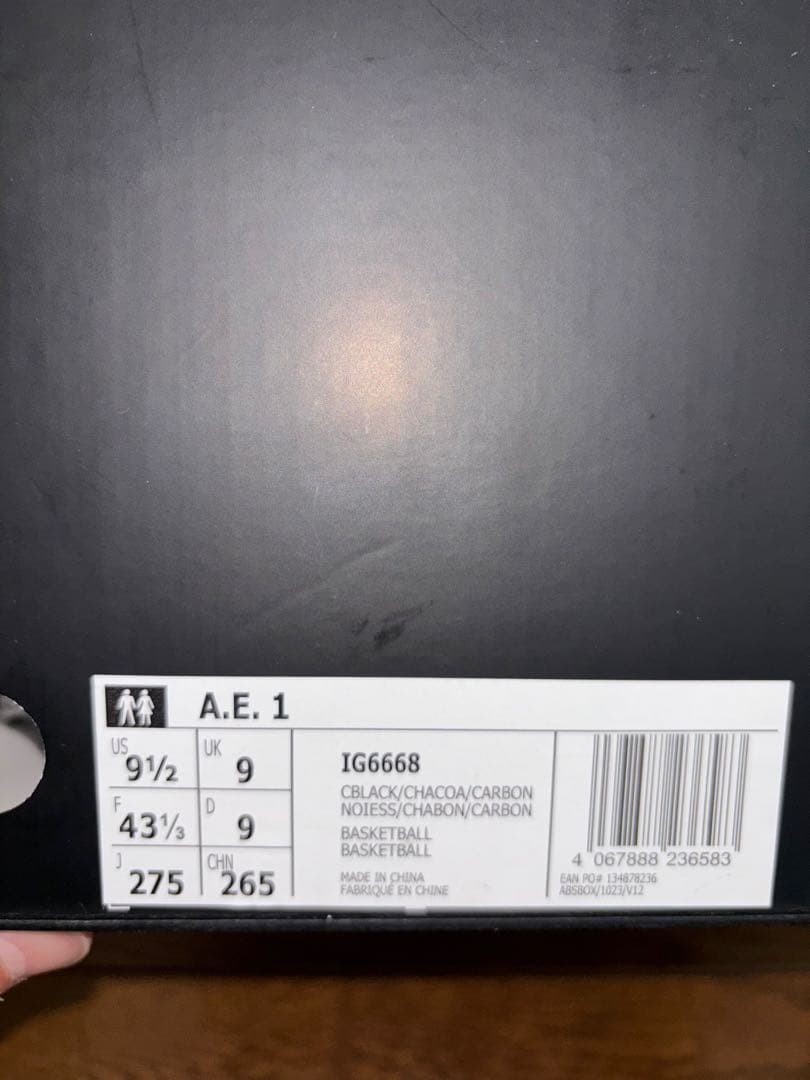 A.E. 1
US 9½ UK 9
F 43⅓ D 9
J 275 CHN 265
IG6668
CBLACK/CHACOA/CARBON
NOIESS/CHABON/CARBON
BASKETBALL
BASKETBALL
MADE IN CHINA
FABRIQUÉ EN CHINE
4 067888 236583
EAN PO# 134878236
ABSBOX/1023/V12